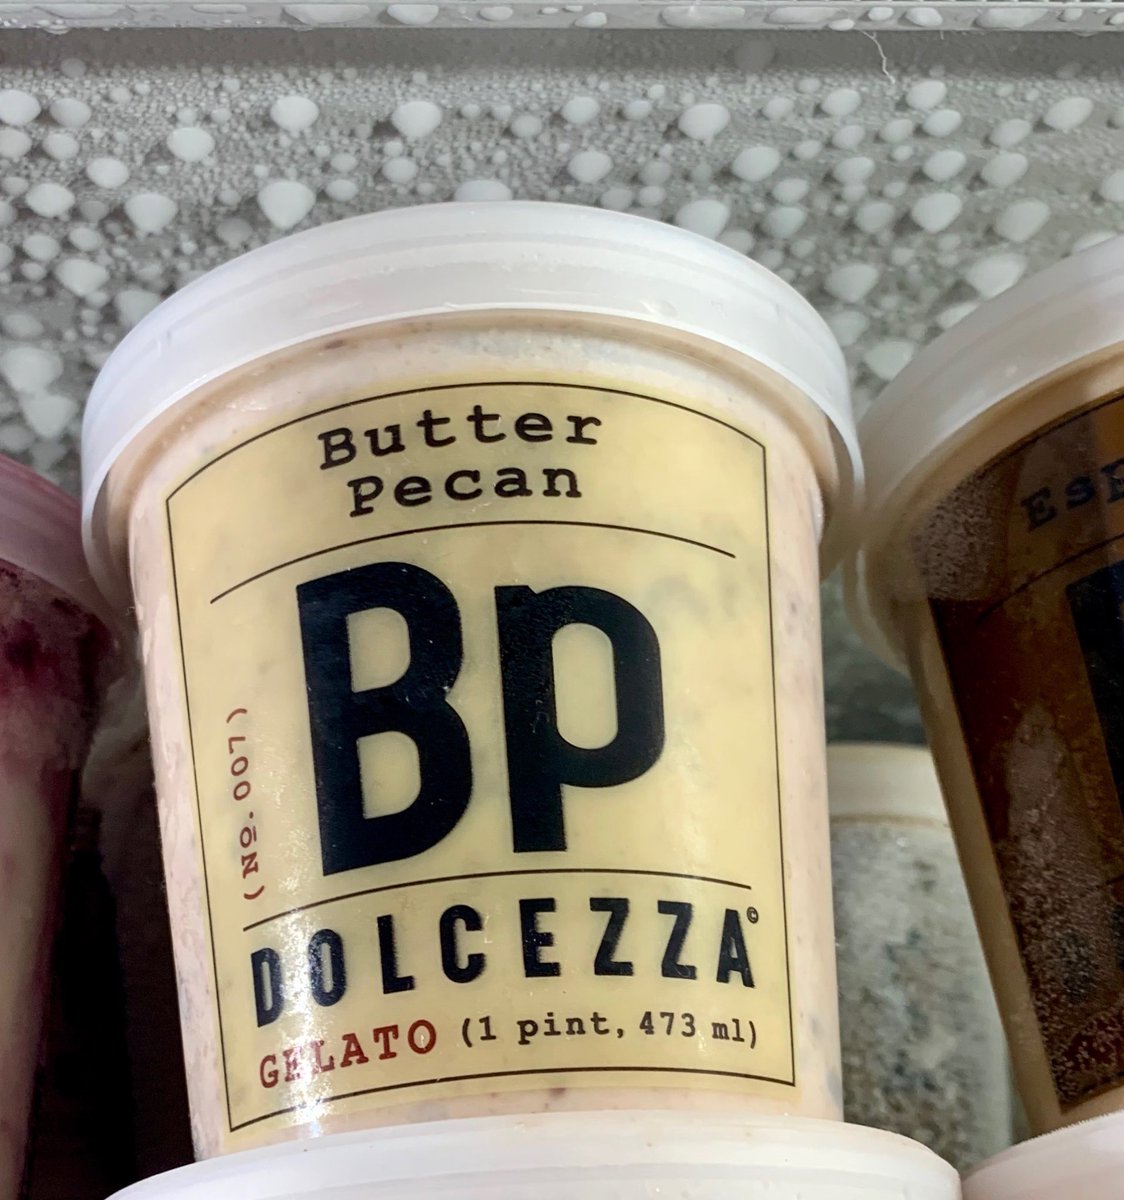 Butter
Pecan
Bp
(Nº.007)
DOLCEZZA©
GELATO (1 pint, 473 ml)